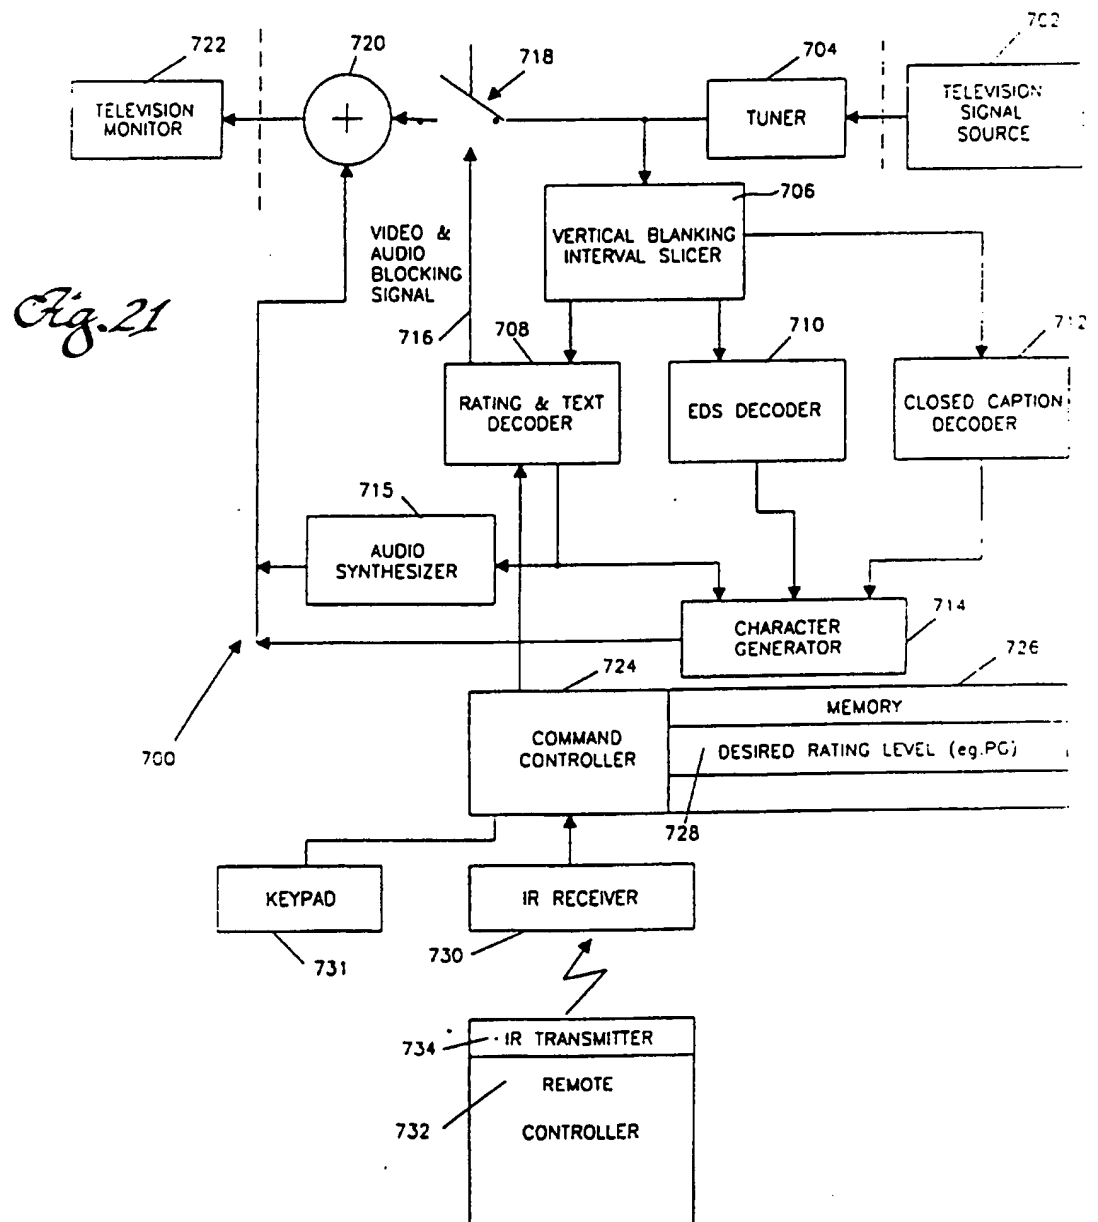 702
722
720
718
704
TELEVISION
MONITOR
+
TUNER
TELEVISION
SIGNAL
SOURCE
706
VIDEO &
AUDIO
BLOCKING
SIGNAL
VERTICAL BLANKING
INTERVAL SLICER
Fig. 21
716
708
710
712
RATING & TEXT
DECODER
EDS DECODER
CLOSED CAPTION
DECODER
715
AUDIO
SYNTHESIZER
CHARACTER
GENERATOR
714
724
726
700
COMMAND
CONTROLLER
MEMORY
DESIRED RATING LEVEL (eg.PG)
728
KEYPAD
IR RECEIVER
731
730
734
IR TRANSMITTER
REMOTE
CONTROLLER
732